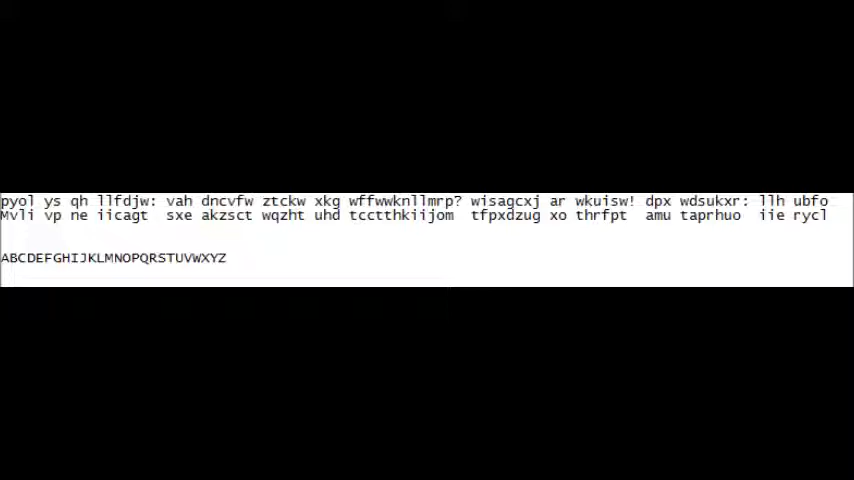 pyol ys qh llfdjw: vah dncvfw ztckw xkg wffwwknllmrp? wisagcxj ar wkuisw! dpx wdsukxr: llh ubfo
Mvli vp ne iicagt  sxe akzsct wqzht uhd tcctthkiijom  tfpxdzug xo thrfpt  amu taprhuo  iie rycl
ABCDEFGHIJKLMNOPQRSTUVWXYZ